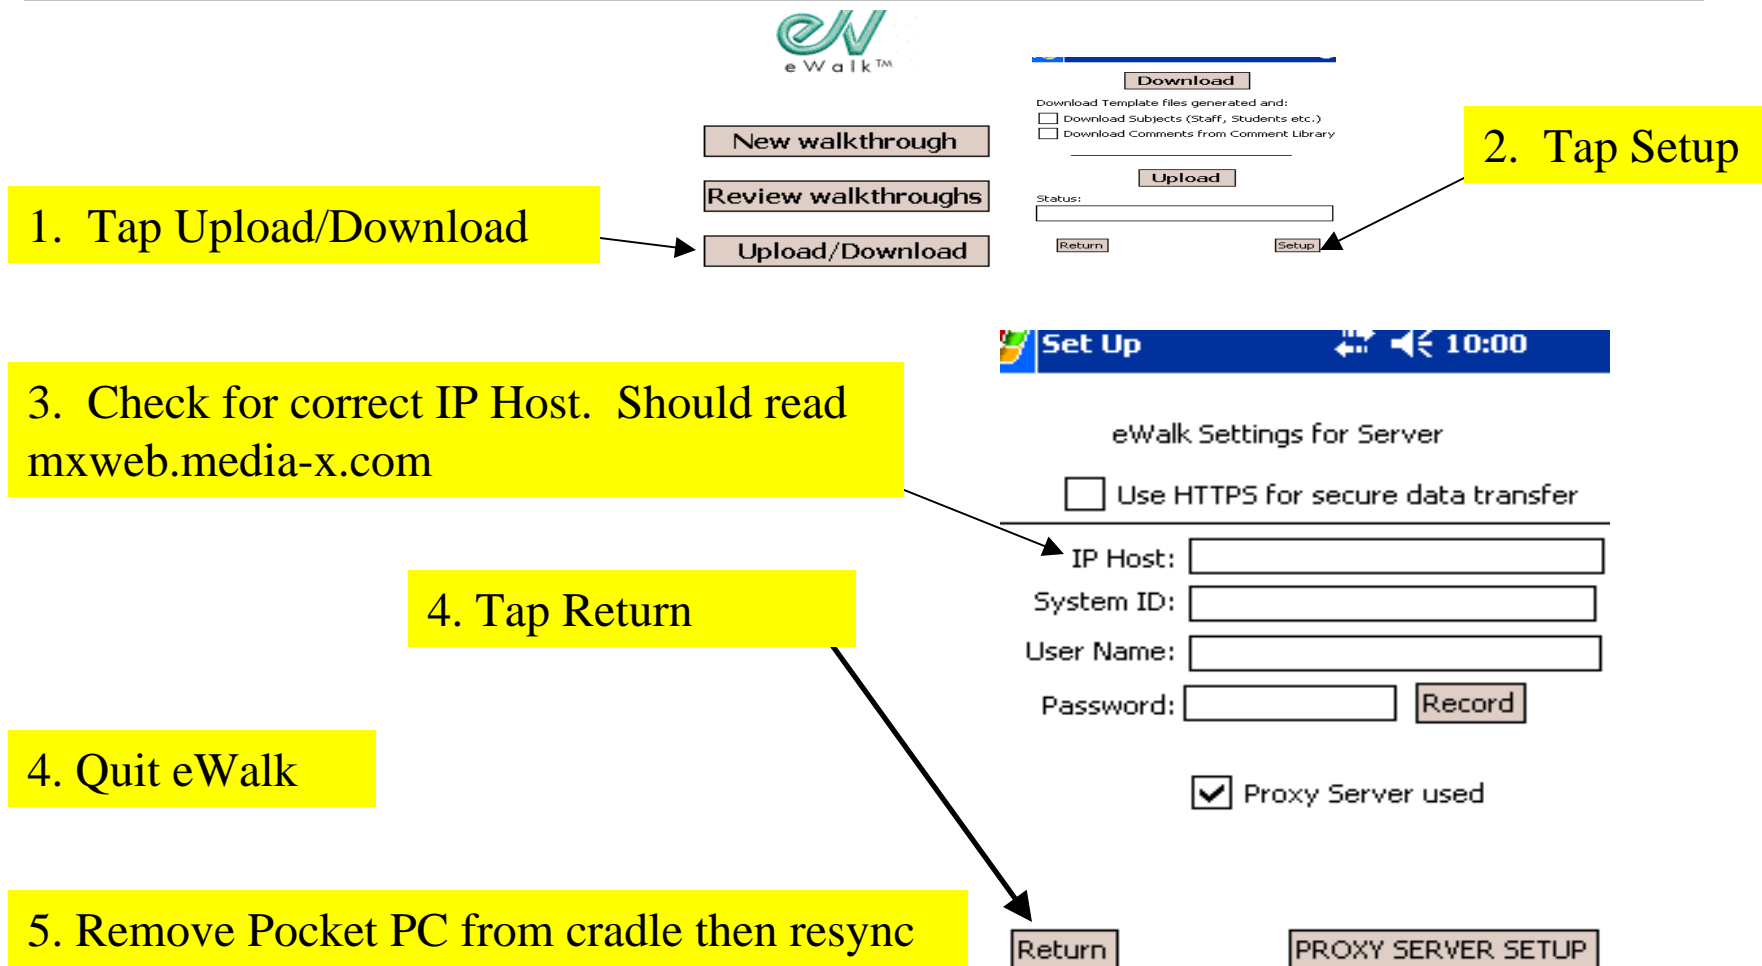 eW
eWalk™
New walkthrough
Review walkthroughs
Upload/Download
1. Tap Upload/Download
Download
Download Template files generated and:
Download Subjects (Staff, Students etc.)
Download Comments from Comment Library
Upload
Status:
Return Setup
2. Tap Setup
3. Check for correct IP Host. Should read
mxweb.media-x.com
Set Up 10:00
eWalk Settings for Server
Use HTTPS for secure data transfer
IP Host:
System ID:
User Name:
Password: Record
Proxy Server used
Return PROXY SERVER SETUP
4. Tap Return
4. Quit eWalk
5. Remove Pocket PC from cradle then resync